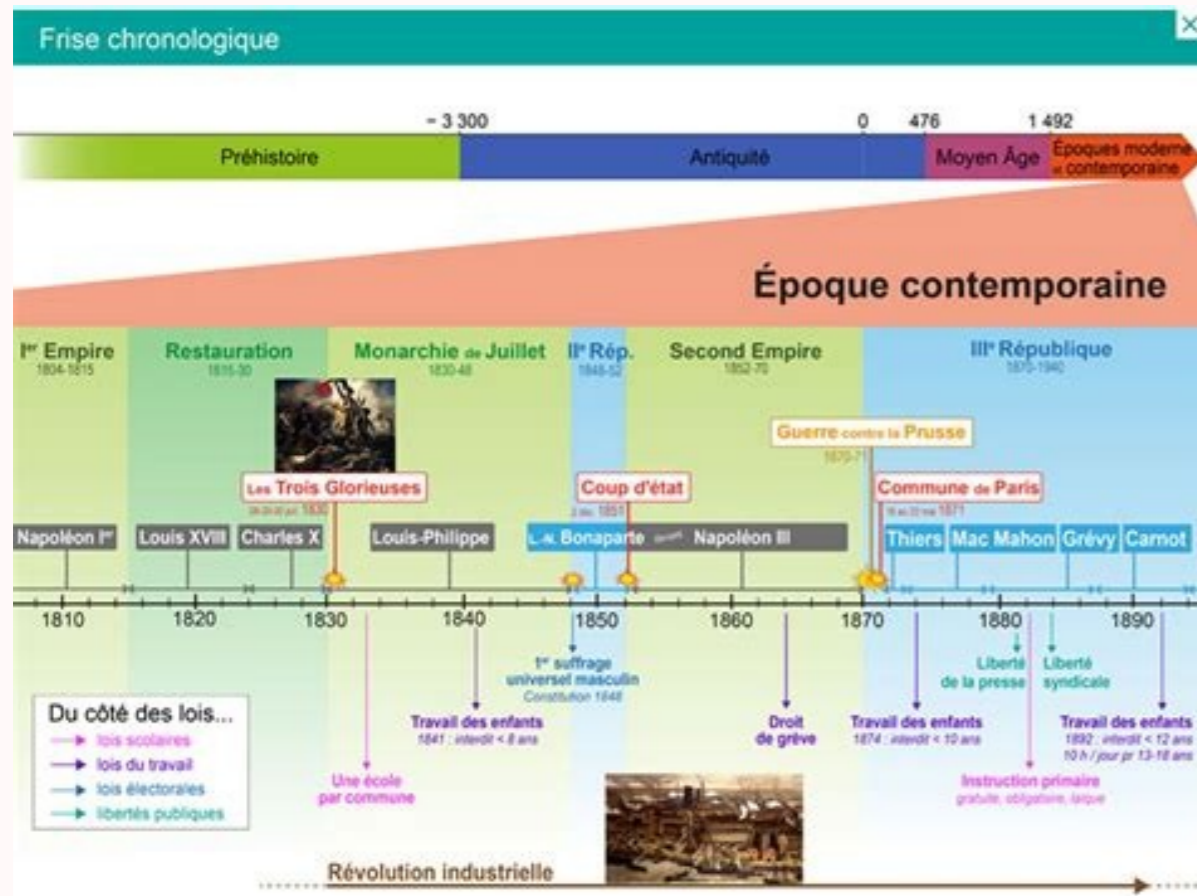 Frise chronologique
- 3 300
0
476
1 492
Préhistoire
Antiquité
Moyen Âge
Époques moderne
et contemporaine
Époque contemporaine
Iᵉʳ Empire
1804-1815
Restauration
1815-30
Monarchie de Juillet
1830-48
IIᵉ Rép.
1848-52
Second Empire
1852-70
IIIᵉ République
1870-1940
Guerre contre la Prusse
1870-71
Les Trois Glorieuses
1830
Coup d'état
2 déc. 1851
Commune de Paris
1871
Napoléon Iᵉʳ
Louis XVIII
Charles X
Louis-Philippe
L.-N. Bonaparte
Napoléon III
Thiers
Mac Mahon
Grévy
Carnot
1810
1820
1830
1840
1850
1860
1870
1880
1890
1ᵉʳ suffrage
universel masculin
Constitution 1848
Liberté
de la presse
Liberté
syndicale
Travail des enfants
1841 : interdit < 8 ans
Droit
de grève
Travail des enfants
1874 : interdit < 10 ans
Travail des enfants
1892 : interdit < 12 ans
10 h / jour pr 13-18 ans
Une école
par commune
Instruction primaire
gratuite, obligatoire, laïque
Du côté des lois...
lois scolaires
lois du travail
lois électorales
libertés publiques
Révolution industrielle